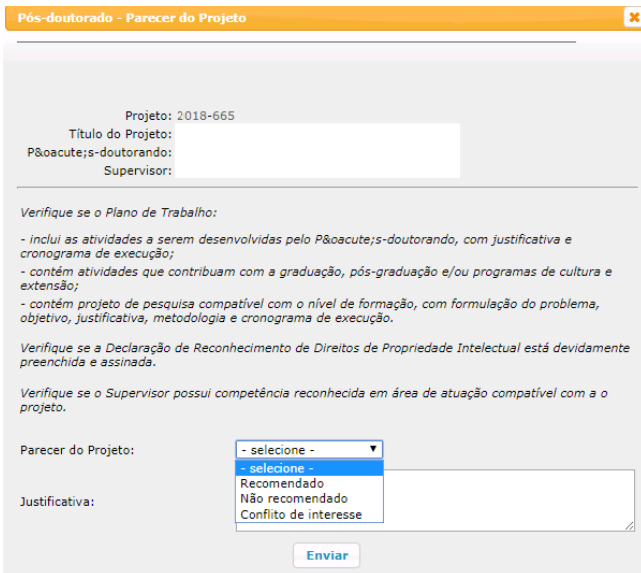 Pós-doutorado - Parecer do Projeto
Projeto: 2018-665
Título do Projeto:
P&oacute;s-doutorando:
Supervisor:
Verifique se o Plano de Trabalho:
- inclui as atividades a serem desenvolvidas pelo P&oacute;s-doutorando, com justificativa e
cronograma de execução;
- contém atividades que contribuam com a graduação, pós-graduação e/ou programas de cultura e
extensão;
- contém projeto de pesquisa compatível com o nível de formação, com formulação do problema,
objetivo, justificativa, metodologia e cronograma de execução.
Verifique se a Declaração de Reconhecimento de Direitos de Propriedade Intelectual está devidamente
preenchida e assinada.
Verifique se o Supervisor possui competência reconhecida em área de atuação compatível com a o
projeto.
Parecer do Projeto: - selecione -
- selecione -
Recomendado
Não recomendado
Conflito de interesse
Justificativa:
Enviar